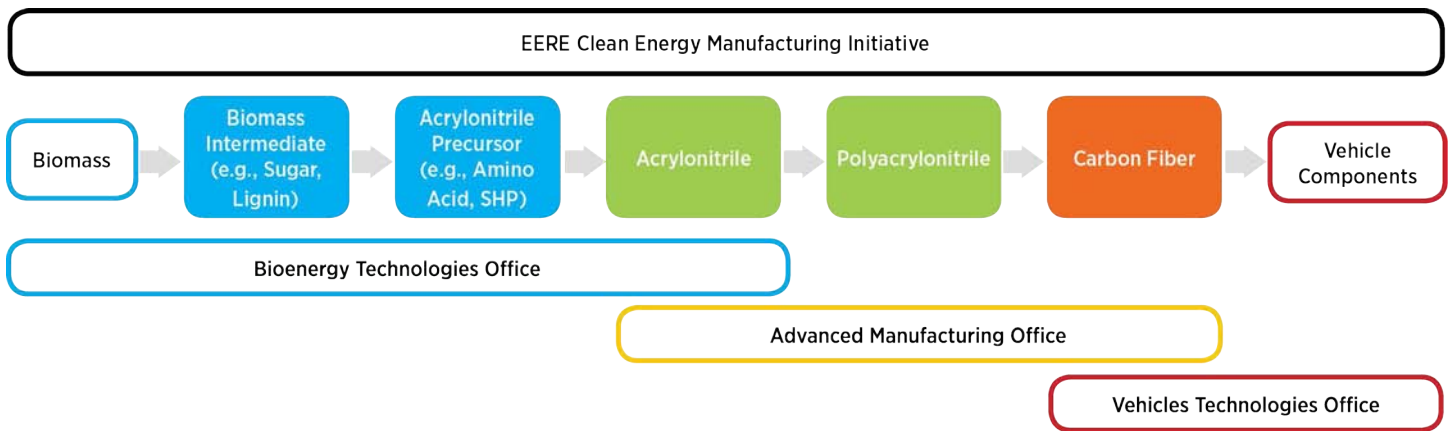 EERE Clean Energy Manufacturing Initiative
Biomass
Biomass
Intermediate
(e.g., Sugar,
Lignin)
Acrylonitrile
Precursor
(e.g., Amino
Acid, SHP)
Acrylonitrile
Polyacrylonitrile
Carbon Fiber
Vehicle
Components
Bioenergy Technologies Office
Advanced Manufacturing Office
Vehicles Technologies Office